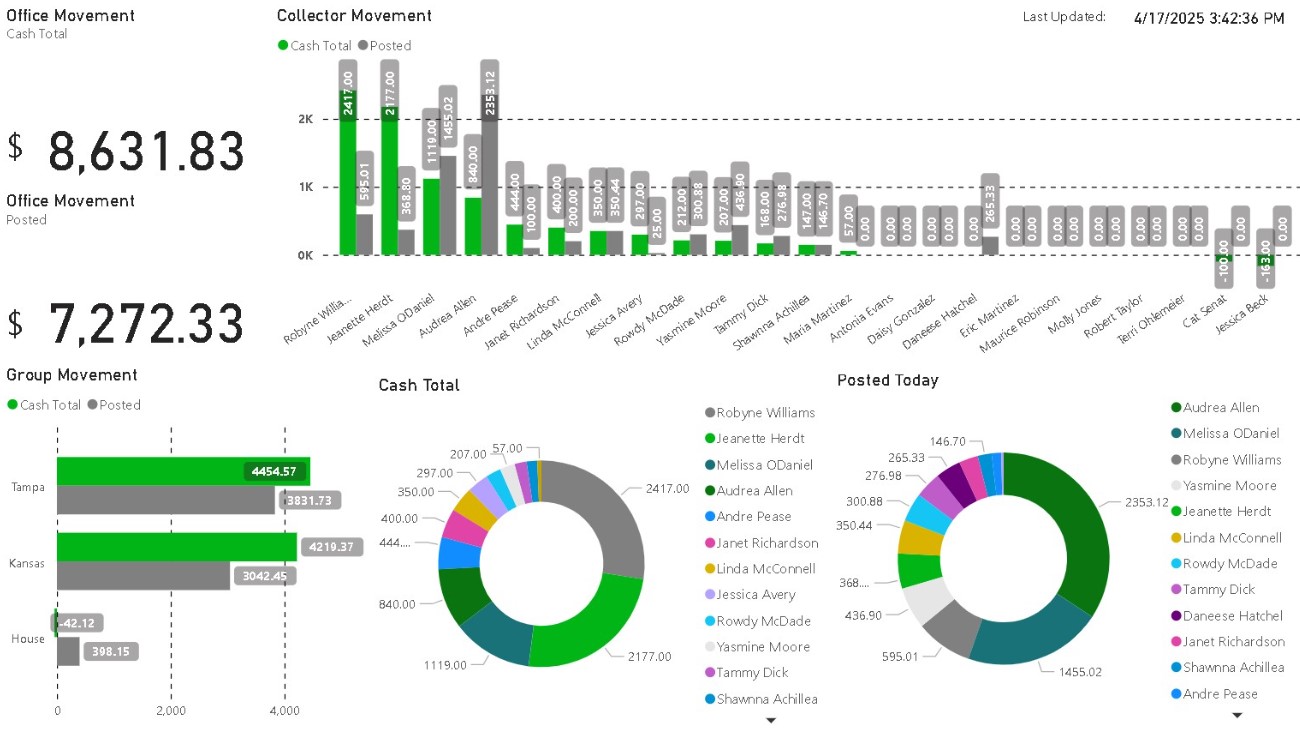 Office Movement
Cash Total
$ 8,631.83
Office Movement
Posted
$ 7,272.33
Collector Movement
Cash Total Posted
Last Updated: 4/17/2025 3:42:36 PM
2K
1K
0K
2417.00 595.01 2177.00 368.80 1119.00 1455.02 840.00 2353.12 444.00 100.00 400.00 200.00 350.00 350.44 297.00 25.00 212.00 300.88 207.00 436.90 168.00 276.98 147.00 146.70 57.00 0.00 0.00 0.00 0.00 0.00 0.00 265.33 0.00 0.00 0.00 0.00 0.00 0.00 0.00 0.00 0.00 0.00 -100.00 0.00 -163.00 0.00
Robyne Willia...
Jeanette Herdt
Melissa ODaniel
Audrea Allen
Andre Pease
Janet Richardson
Linda McConnell
Jessica Avery
Rowdy McDade
Yasmine Moore
Tammy Dick
Shawnna Achillea
Maria Martinez
Antonia Evans
Daisy Gonzalez
Daneese Hatchel
Eric Martinez
Maurice Robinson
Molly Jones
Robert Taylor
Terri Ohlemeier
Cat Senat
Jessica Beck
Group Movement
Cash Total Posted
Tampa
4454.57
3831.73
Kansas
4219.37
3042.45
House
-42.12
398.15
0 2,000 4,000
Cash Total
57.00
207.00
297.00
350.00
400.00
444....
840.00
1119.00
2177.00
2417.00
Robyne Williams
Jeanette Herdt
Melissa ODaniel
Audrea Allen
Andre Pease
Janet Richardson
Linda McConnell
Jessica Avery
Rowdy McDade
Yasmine Moore
Tammy Dick
Shawnna Achillea
Posted Today
146.70
265.33
276.98
300.88
350.44
368....
436.90
595.01
1455.02
2353.12
Audrea Allen
Melissa ODaniel
Robyne Williams
Yasmine Moore
Jeanette Herdt
Linda McConnell
Rowdy McDade
Tammy Dick
Daneese Hatchel
Janet Richardson
Shawnna Achillea
Andre Pease